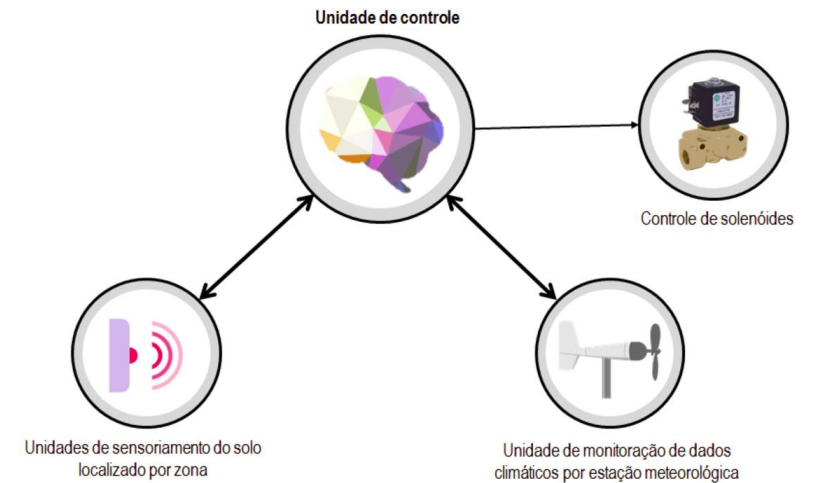 Unidade de controle
Controle de solenóides
Unidades de sensoriamento do solo
localizado por zona
Unidade de monitoração de dados
climáticos por estação meteorológica